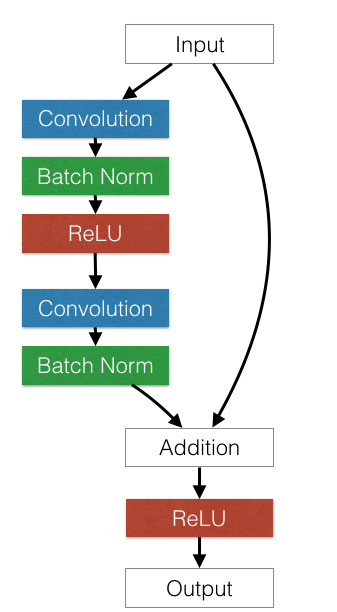 Input
Convolution
Batch Norm
ReLU
Convolution
Batch Norm
Addition
ReLU
Output